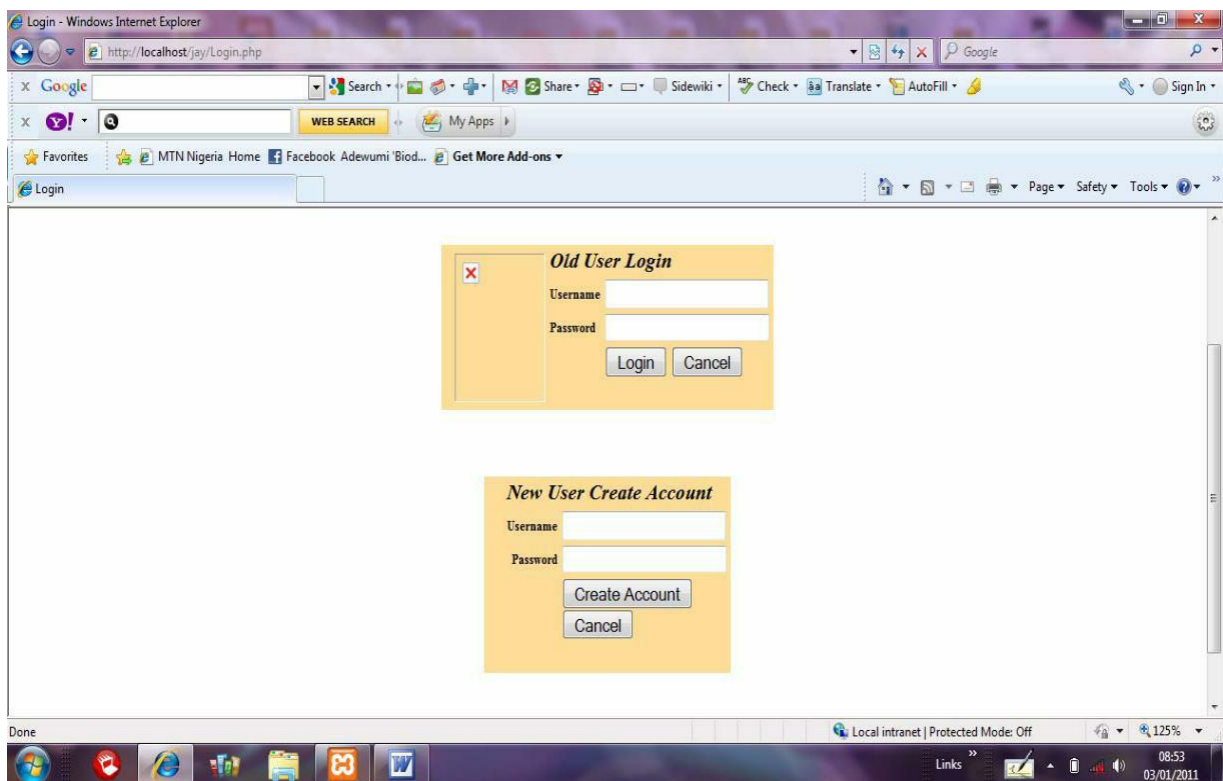 Login - Windows Internet Explorer
http://localhost/jay/Login.php
Google
x Google Search Share Sidewiki Check Translate AutoFill Sign In
x Y! WEB SEARCH My Apps
Favorites MTN Nigeria Home Facebook Adewumi 'Biod... Get More Add-ons
Login Page Safety Tools
Old User Login
Username
Password
Login Cancel
New User Create Account
Username
Password
Create Account
Cancel
Done Local intranet | Protected Mode: Off 125%
Links » 08:53
03/01/2011